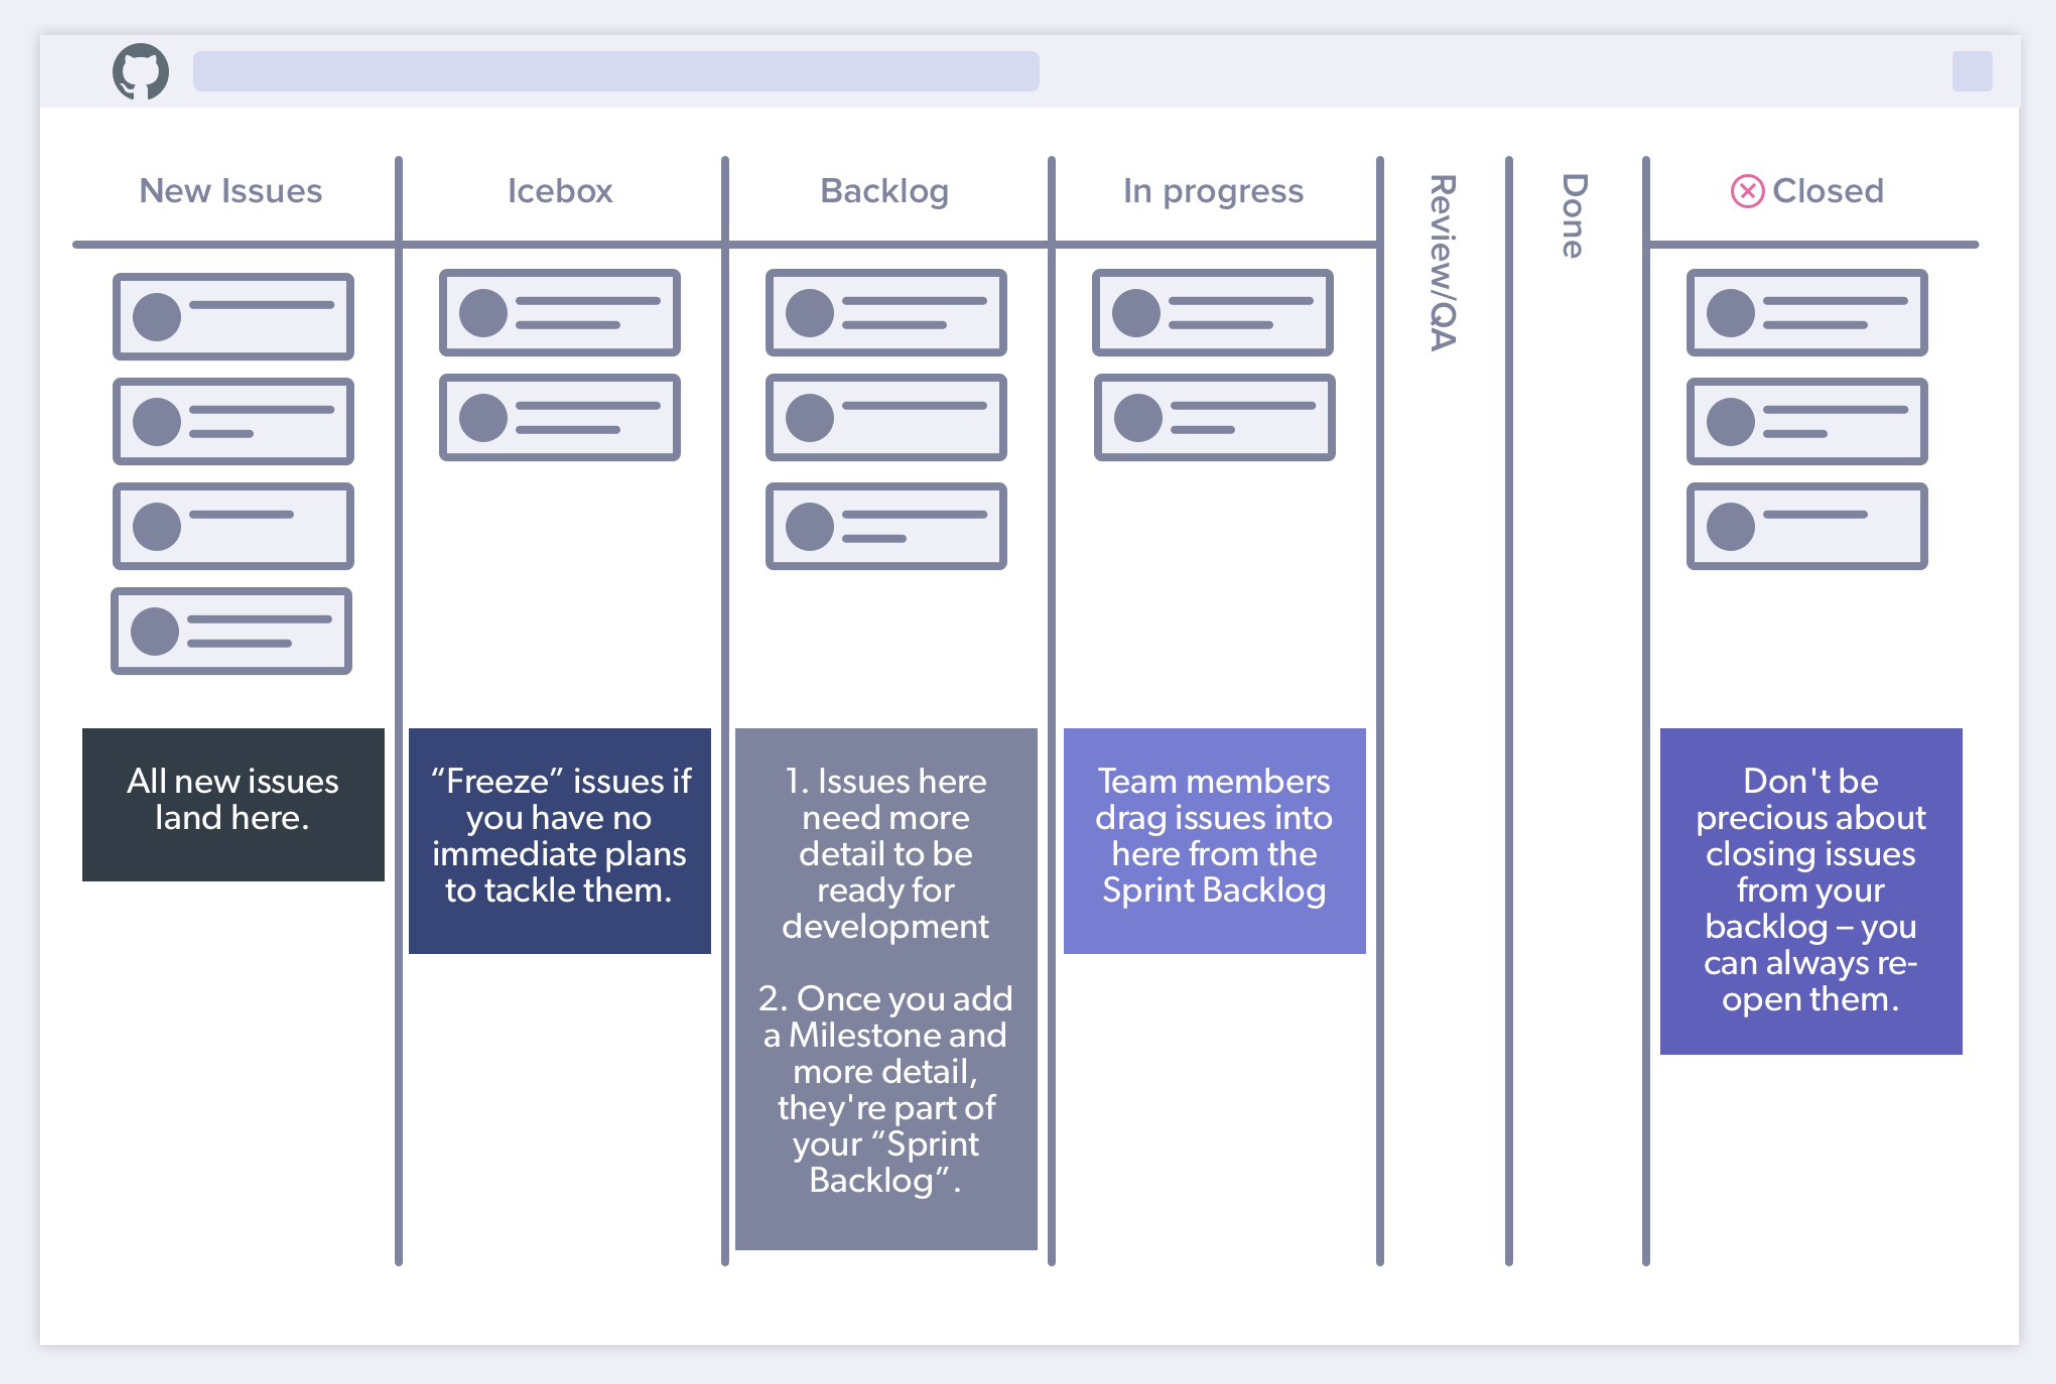 New Issues
Icebox
Backlog
In progress
Review/QA
Done
Closed
All new issues
land here.
“Freeze” issues if
you have no
immediate plans
to tackle them.
1. Issues here
need more
detail to be
ready for
development
2. Once you add
a Milestone and
more detail,
they're part of
your “Sprint
Backlog”.
Team members
drag issues into
here from the
Sprint Backlog
Don't be
precious about
closing issues
from your
backlog – you
can always re-
open them.